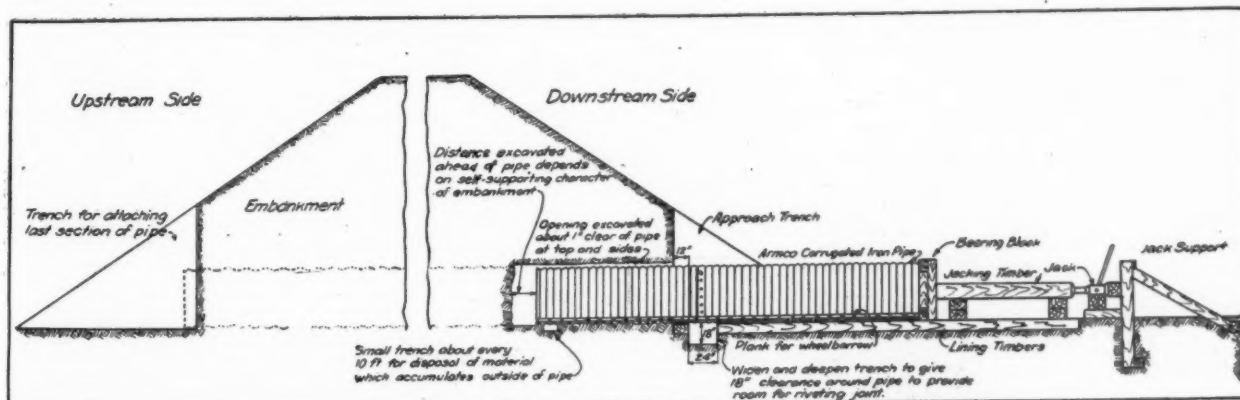 Upstream Side
Downstream Side
Distance excavated
ahead of pipe depends
on self-supporting character
of embankment
Embankment
Trench for attaching
last section of pipe
Opening excavated
about 1" clear of pipe
at top and sides
12"
Approach Trench
Armco Corrugated Iron Pipe
Bearing Block
Jacking Timber
Jack
Jack Support
18"
24"
Plank for wheelbarrow
Lining Timbers
Small trench about every
10 ft for disposal of material
which accumulates outside of pipe
Widen and deepen trench to give
18" clearance around pipe to provide
room for riveting joint.